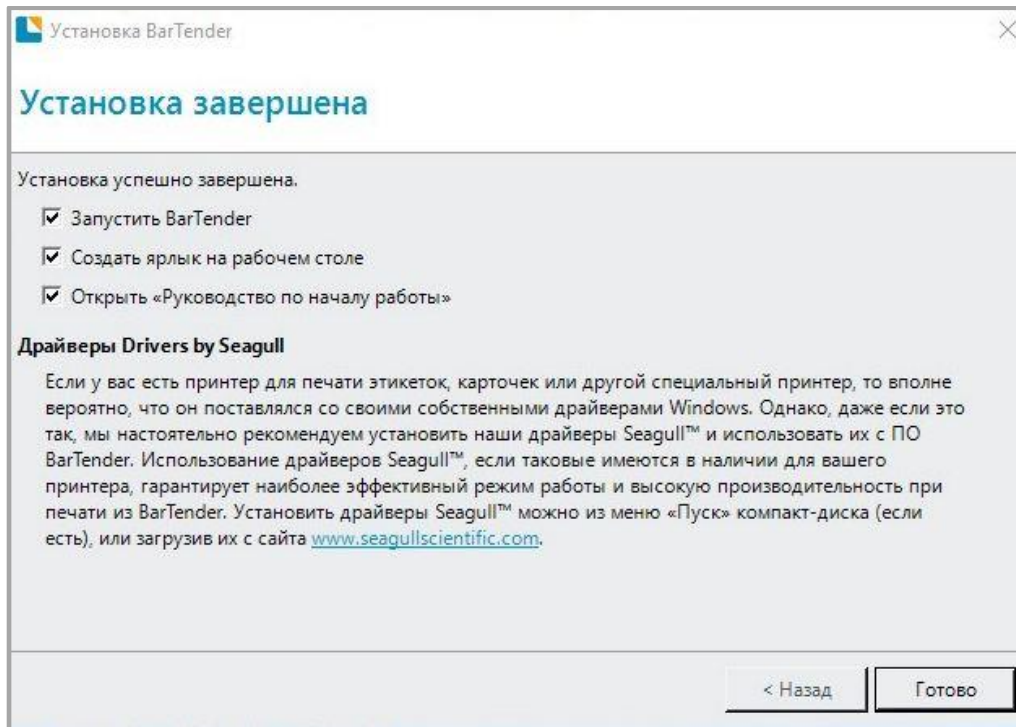 Установка BarTender
Установка завершена
Установка успешно завершена.
Запустить BarTender
Создать ярлык на рабочем столе
Открыть «Руководство по началу работы»
Драйверы Drivers by Seagull
Если у вас есть принтер для печати этикеток, карточек или другой специальный принтер, то вполне
вероятно, что он поставлялся со своими собственными драйверами Windows. Однако, даже если это
так, мы настоятельно рекомендуем установить наши драйверы Seagull™ и использовать их с ПО
BarTender. Использование драйверов Seagull™, если таковые имеются в наличии для вашего
принтера, гарантирует наиболее эффективный режим работы и высокую производительность при
печати из BarTender. Установить драйверы Seagull™ можно из меню «Пуск» компакт-диска (если
есть), или загрузив их с сайта www.seagullscientific.com.
< Назад
Готово